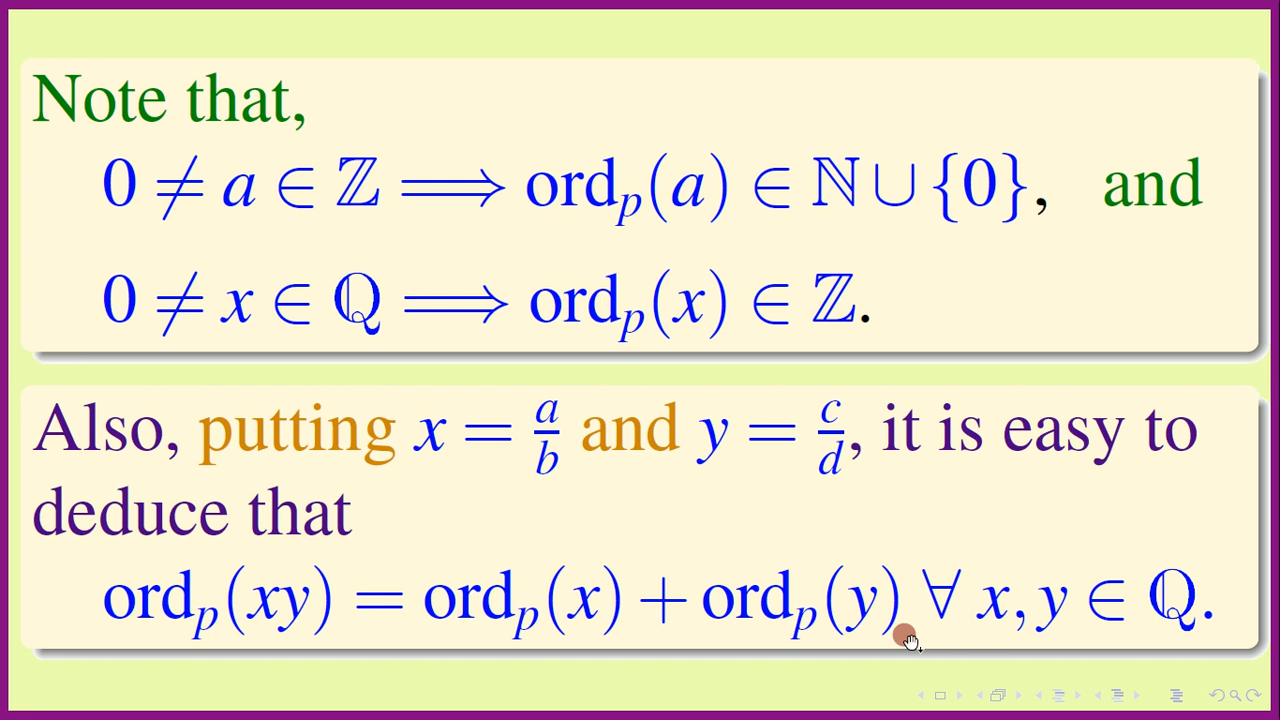 Note that,
0 ≠ a ∈ ℤ ⟹ ord_p(a) ∈ ℕ ∪ {0}, and
0 ≠ x ∈ ℚ ⟹ ord_p(x) ∈ ℤ.
Also, putting x = a/b and y = c/d, it is easy to
deduce that
ord_p(xy) = ord_p(x) + ord_p(y) ∀ x, y ∈ ℚ.